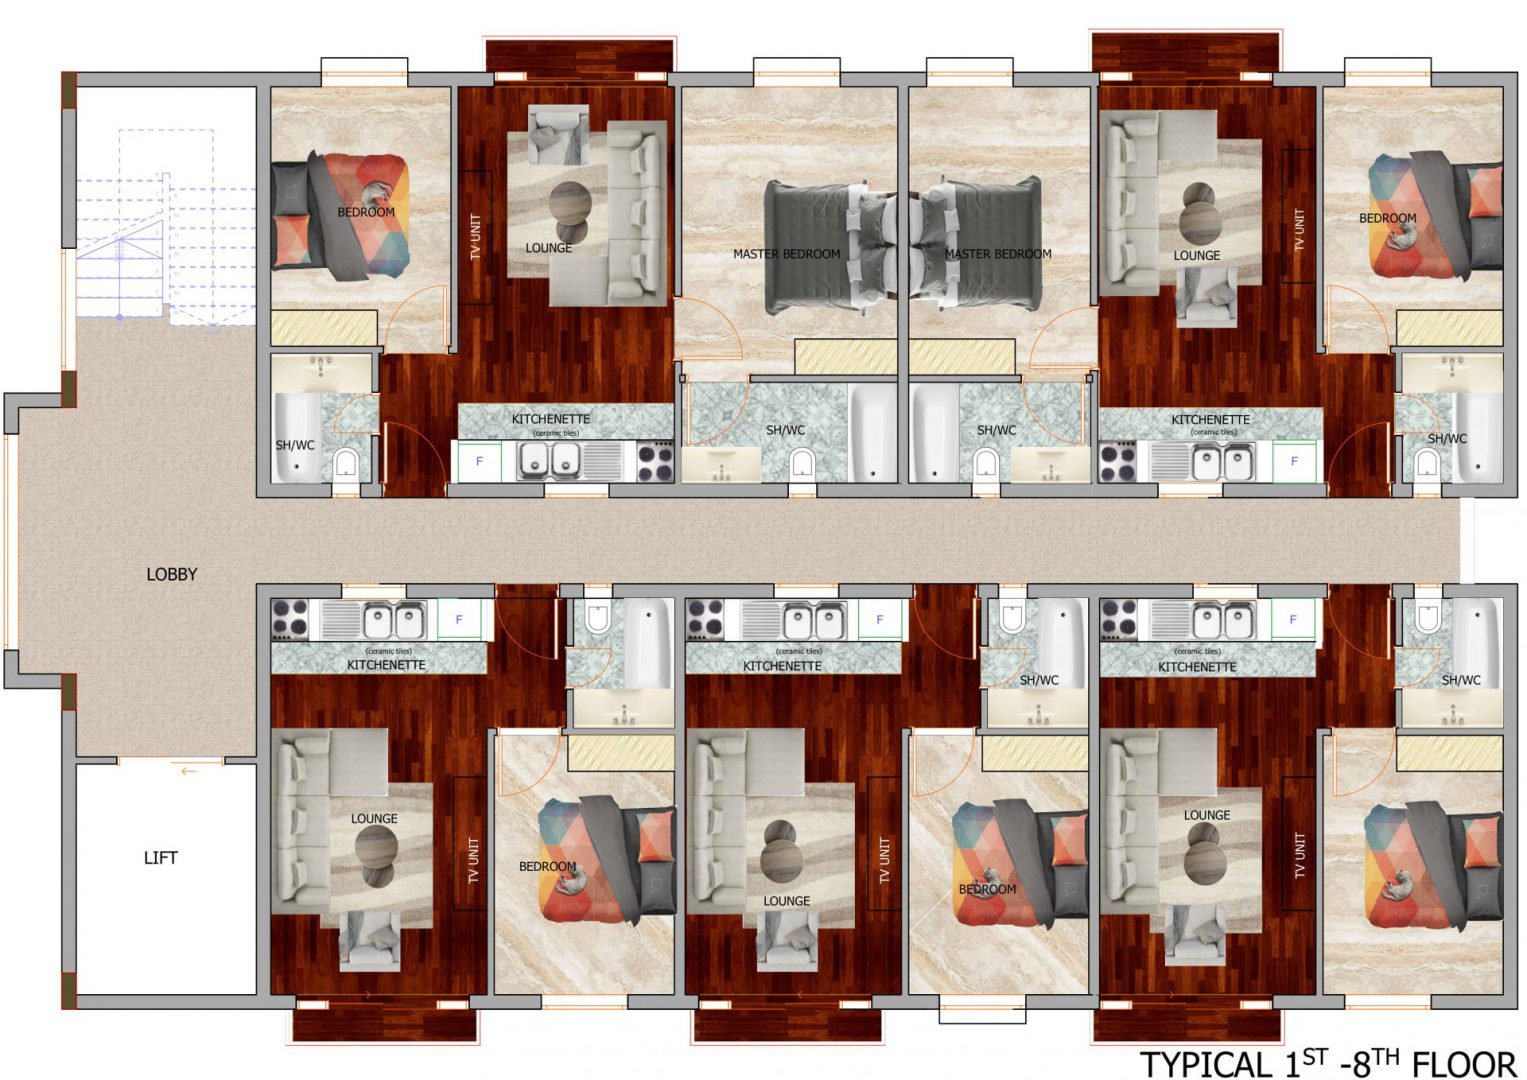 BEDROOM
TV UNIT
LOUNGE
MASTER BEDROOM
MASTER BEDROOM
LOUNGE
TV UNIT
BEDROOM
SH/WC
KITCHENETTE
(ceramic tiles)
F
SH/WC
SH/WC
KITCHENETTE
(ceramic tiles)
F
SH/WC
LOBBY
F
(ceramic tiles)
KITCHENETTE
F
(ceramic tiles)
KITCHENETTE
SH/WC
F
(ceramic tiles)
KITCHENETTE
SH/WC
LIFT
LOUNGE
TV UNIT
BEDROOM
LOUNGE
TV UNIT
BEDROOM
LOUNGE
TV UNIT
BEDROOM
TYPICAL 1ST -8TH FLOOR